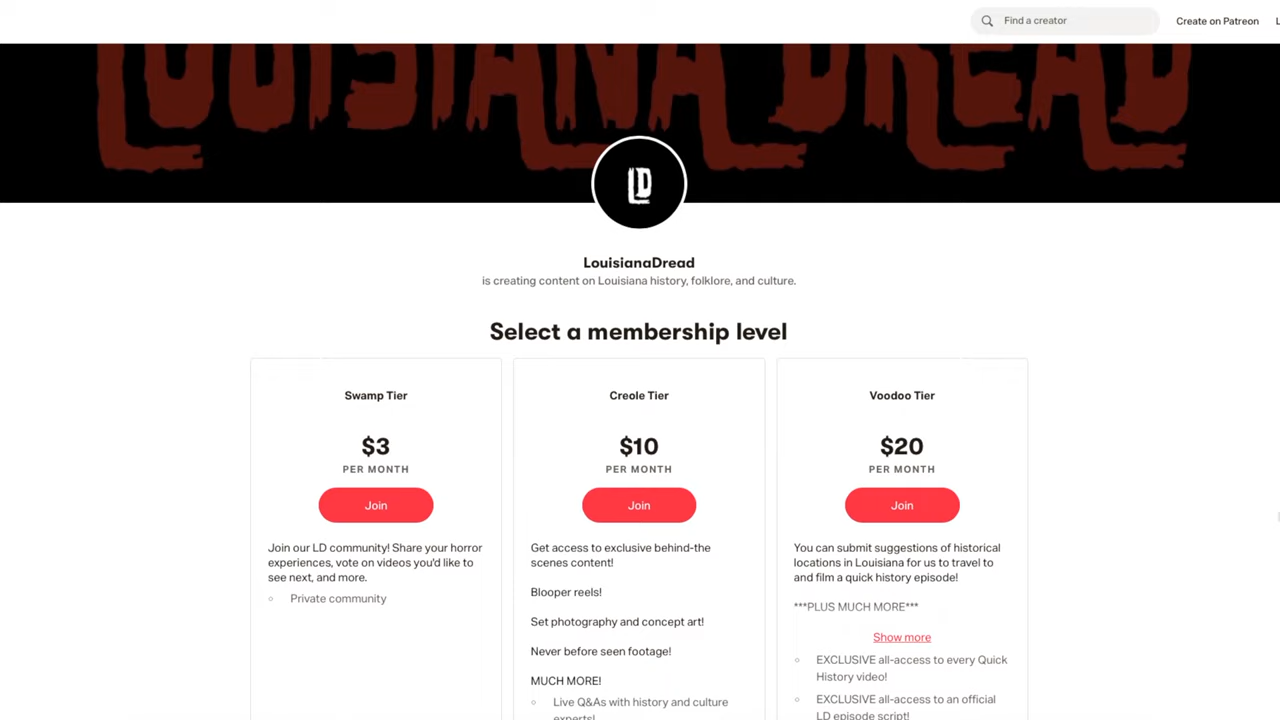 Find a creator
Create on Patreon
L
LOUISIANA DREAD
LD
LouisianaDread
is creating content on Louisiana history, folklore, and culture.
Select a membership level
Swamp Tier
$3
PER MONTH
Join
Join our LD community! Share your horror
experiences, vote on videos you'd like to
see next, and more.
Private community
Creole Tier
$10
PER MONTH
Join
Get access to exclusive behind-the
scenes content!
Blooper reels!
Set photography and concept art!
Never before seen footage!
MUCH MORE!
Live Q&As with history and culture
experts!
Voodoo Tier
$20
PER MONTH
Join
You can submit suggestions of historical
locations in Louisiana for us to travel to
and film a quick history episode!
***PLUS MUCH MORE***
Show more
EXCLUSIVE all-access to every Quick
History video!
EXCLUSIVE all-access to an official
LD episode script!